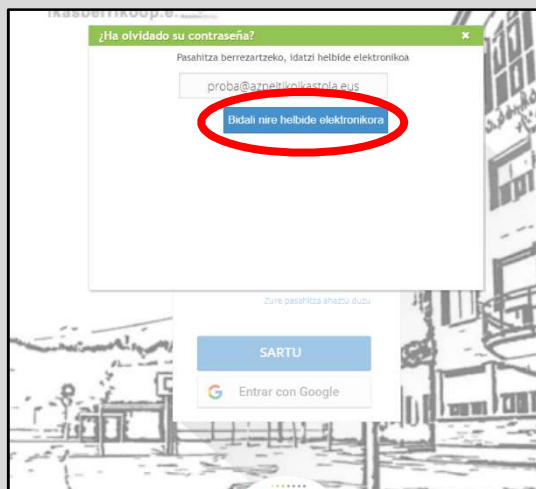 ikasberrikoop.e.
¿Ha olvidado su contraseña?
Pasahitza berrezartzeko, idatzi helbide elektronikoa
proba@azpeitikoikastola.eus
Bidali nire helbide elektronikora
Zure pasahitza ahaztu duzu
SARTU
Entrar con Google